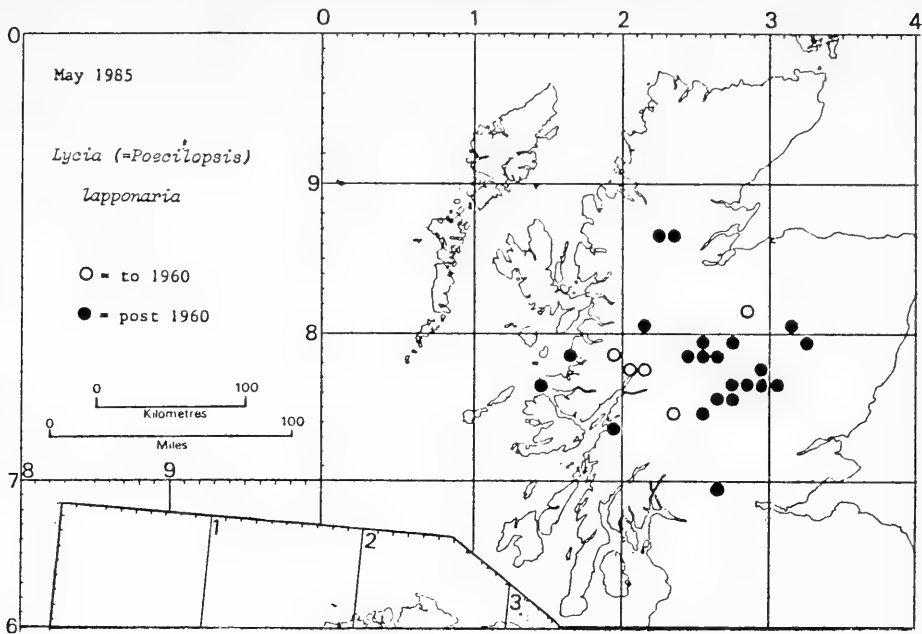 0 1 2 3 4
0
May 1985
Lycia (=Poecilopsis)
lapponaria
9
○ = to 1960
● = post 1960
8
0 100
Kilometres
0 100
Miles
7 8 9
1 2 3
6